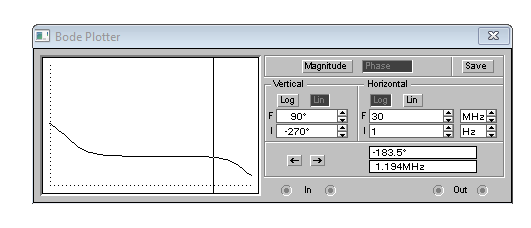 Bode Plotter
Magnitude Phase Save
Vertical Horizontal
Log Lin Log Lin
F 90° F 30 MHz
I -270° I 1 Hz
← → -183.5°
1.194MHz
In Out